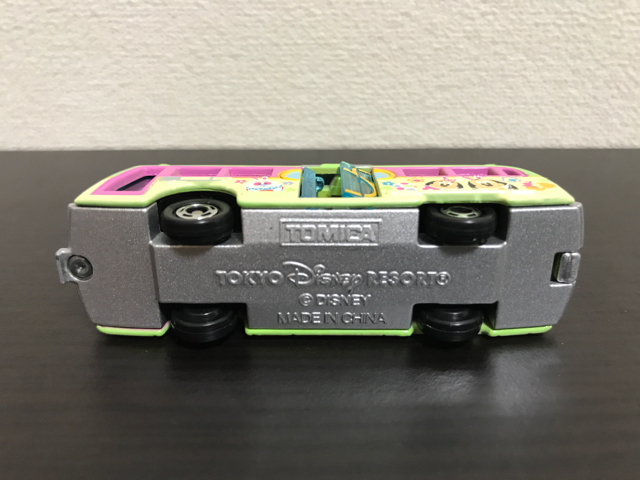 TOMICA
TOKYO Disney RESORT®
© DISNEY
MADE IN CHINA